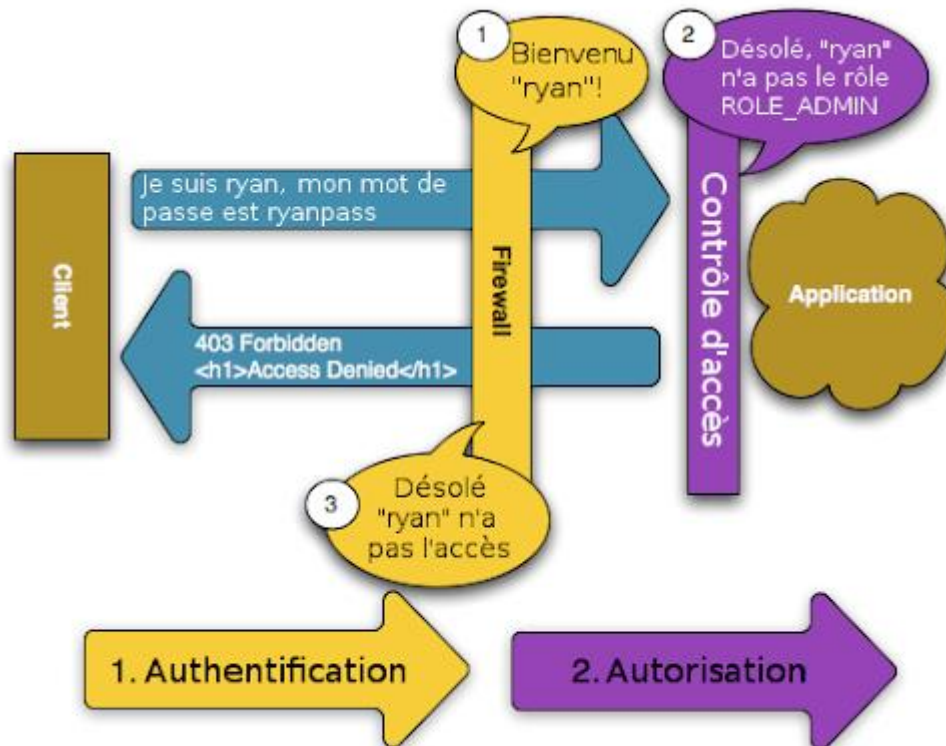 1
Bienvenu
"ryan"!
2
Désolé, "ryan"
n'a pas le rôle
ROLE_ADMIN
Je suis ryan, mon mot de
passe est ryanpass
Client
Firewall
Contrôle d'accès
Application
403 Forbidden
<h1>Access Denied</h1>
3
Désolé
"ryan" n'a
pas l'accès
1. Authentification
2. Autorisation